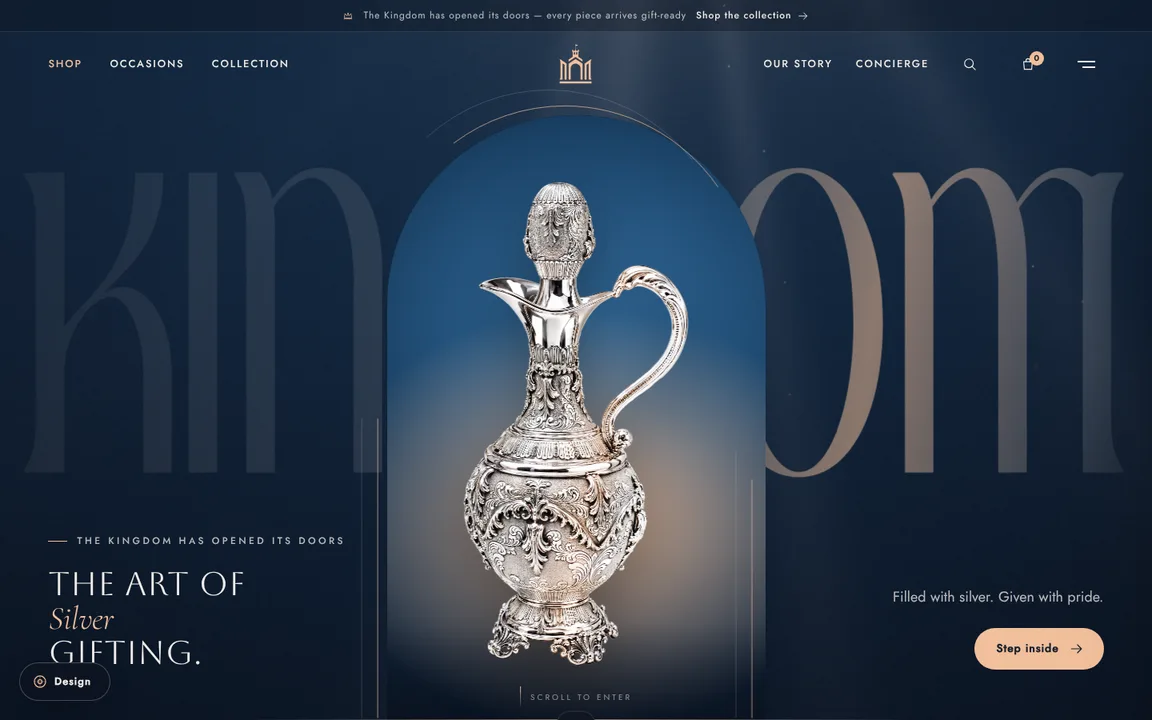 The Kingdom has opened its doors — every piece arrives gift-ready Shop the collection →
SHOP OCCASIONS COLLECTION
OUR STORY CONCIERGE 0
KIN OM
THE KINGDOM HAS OPENED ITS DOORS
THE ART OF
Silver
GIFTING.
Filled with silver. Given with pride.
Step inside →
Design
SCROLL TO ENTER